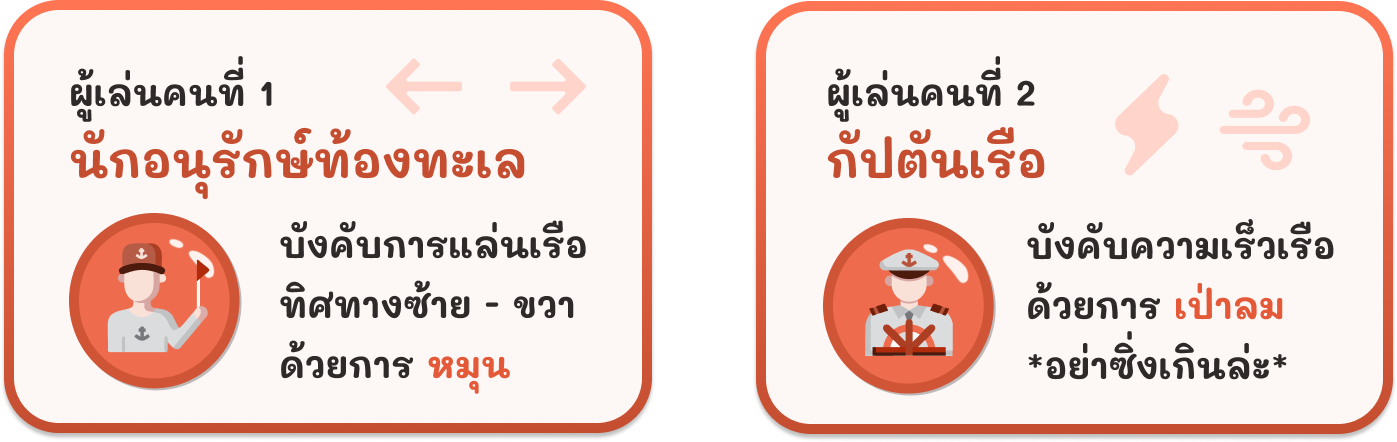 ผู้เล่นคนที่ 1
นักอนุรักษ์ท้องทะเล
บังคับการแล่นเรือ
ทิศทางซ้าย - ขวา
ด้วยการ หมุน
ผู้เล่นคนที่ 2
กัปตันเรือ
บังคับความเร็วเรือ
ด้วยการ เป่าลม
*อย่าซิ่งเกินล่ะ*